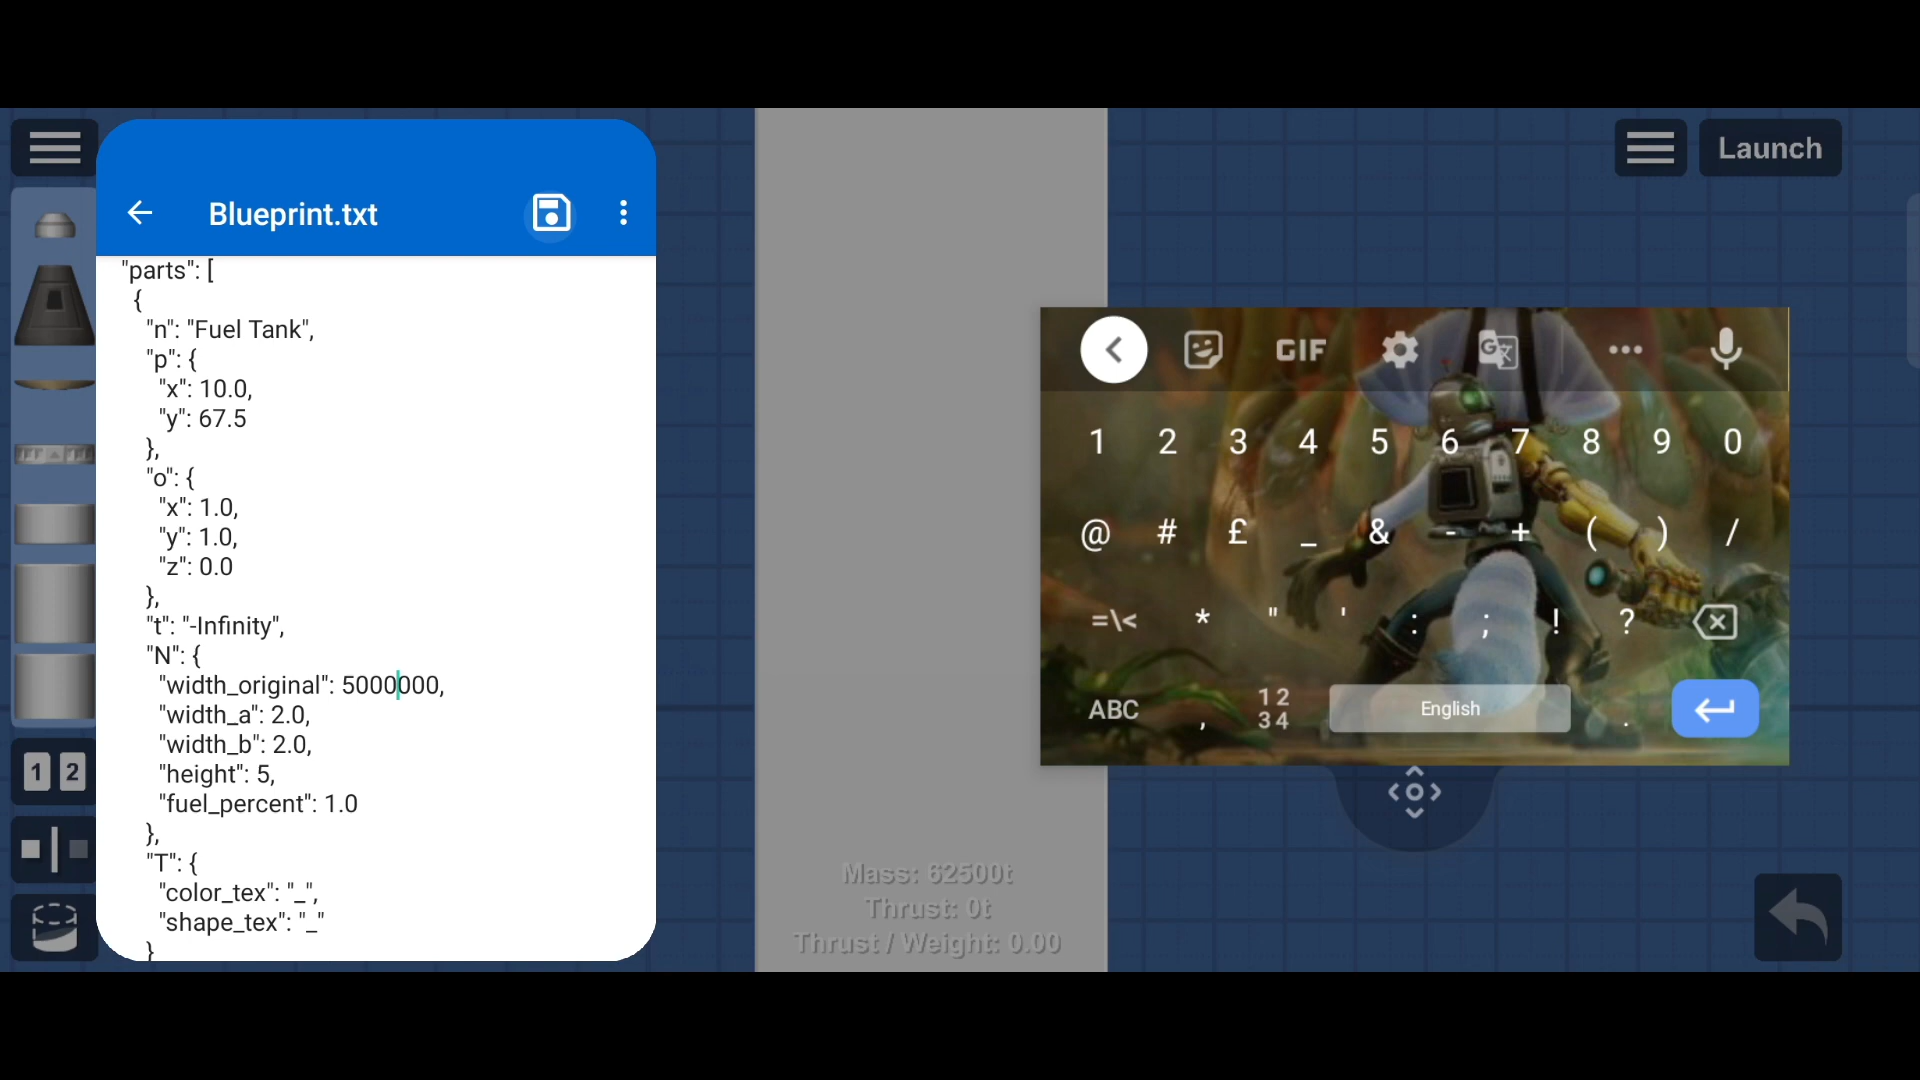 Blueprint.txt
"parts": [
{
"n": "Fuel Tank",
"p": {
"x": 10.0,
"y": 67.5
},
"o": {
"x": 1.0,
"y": 1.0,
"z": 0.0
},
"t": "-Infinity",
"N": {
"width_original": 5000000,
"width_a": 2.0,
"width_b": 2.0,
"height": 5,
"fuel_percent": 1.0
},
"T": {
"color_tex": "_",
"shape_tex": "_"
}
1 2
Mass: 62500t
Thrust: 0t
Thrust / Weight: 0.00
Launch
GIF
G 文
1 2 3 4 5 6 7 8 9 0
@ # £ _ & - + ( ) /
=\< * " ' : ; ! ?
ABC , 12 English .
34